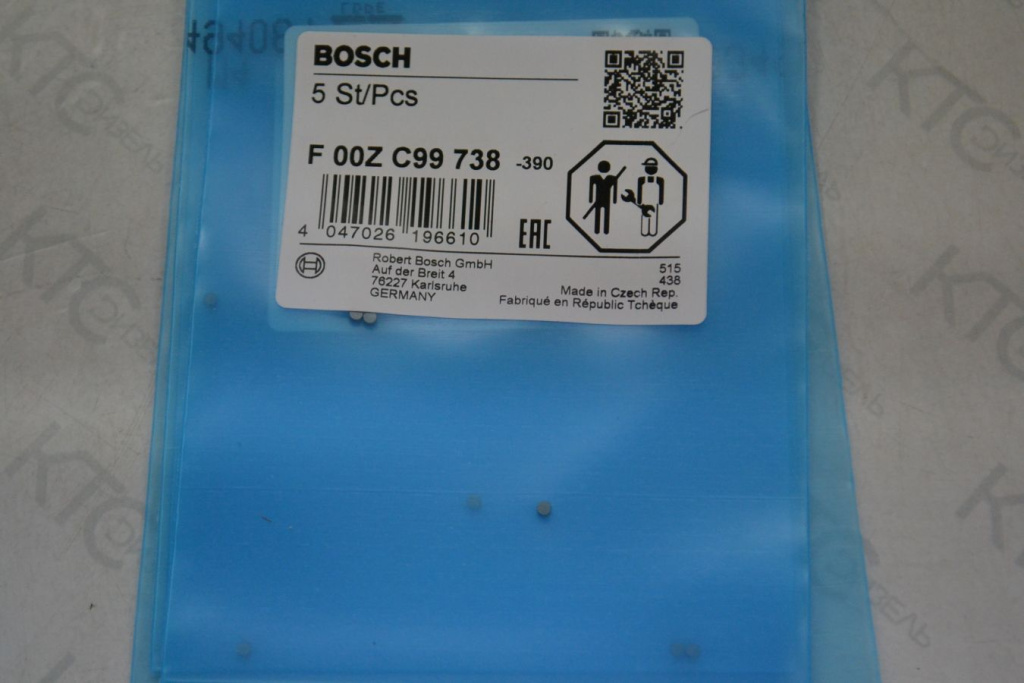 BOSCH
5 St/Pcs
F 00Z C99 738 -390
4 047026 196610
EAC
Robert Bosch GmbH
Auf der Breit 4
76227 Karlsruhe
GERMANY
515
438
Made in Czech Rep.
Fabriqué en République Tchèque